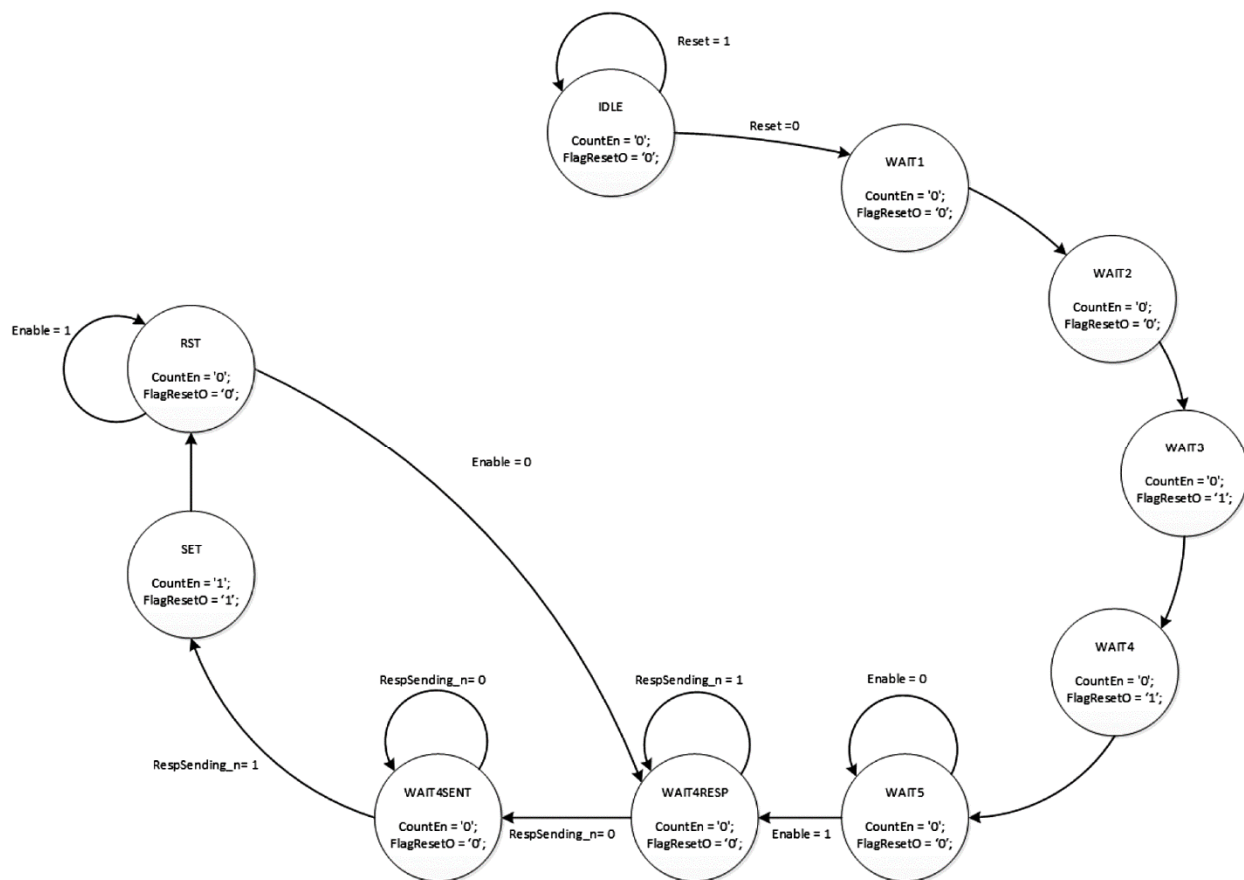 Reset = 1
IDLE
CountEn = '0';
FlagResetO = ‘0’;
Reset =0
WAIT1
CountEn = '0';
FlagResetO = ‘0’;
WAIT2
CountEn = '0';
FlagResetO = ‘0’;
WAIT3
CountEn = '0';
FlagResetO = ‘1’;
WAIT4
CountEn = '0';
FlagResetO = ‘1’;
Enable = 0
WAIT5
CountEn = '0';
FlagResetO = ‘0’;
Enable = 1
RespSending_n= 1
WAIT4RESP
CountEn = '0';
FlagResetO = ‘0’;
RespSending_n= 0
RespSending_n= 0
WAIT4SENT
CountEn = '0';
FlagResetO = ‘0’;
RespSending_n= 1
SET
CountEn = '1';
FlagResetO = ‘1’;
Enable = 1
RST
CountEn = '0';
FlagResetO = ‘0’;
Enable = 0